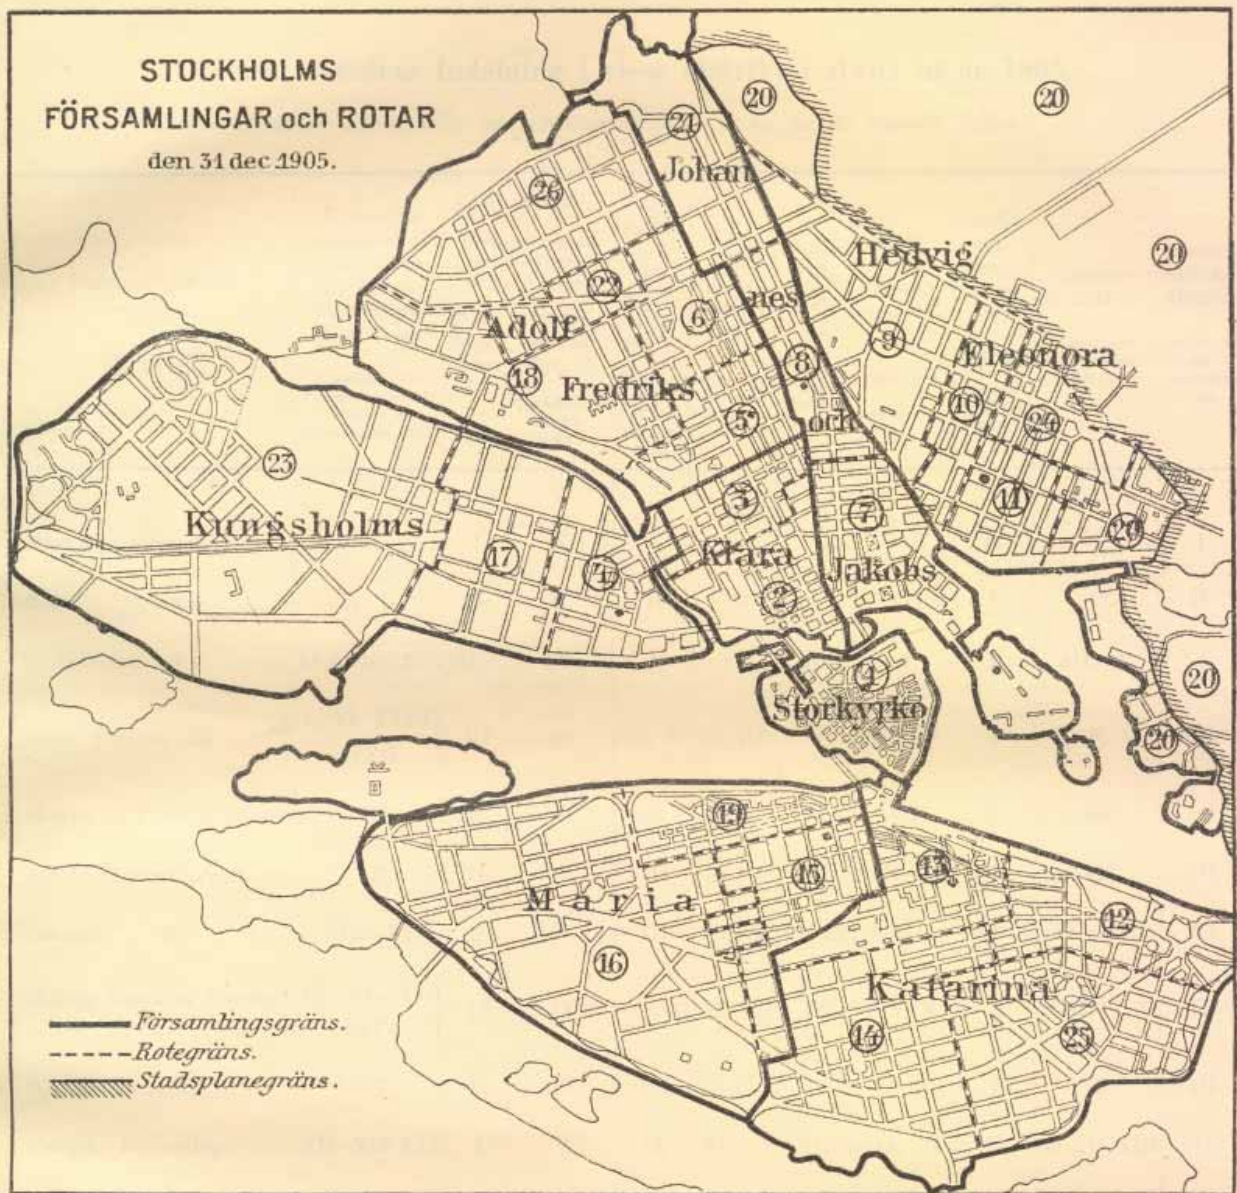 STOCKHOLMS
FÖRSAMLINGAR och ROTAR
den 31 dec. 1905.
20
20
21
Johan
26
Hedvig
20
22
nes
6
Adolf
9
Eleonora
8
18
Fredriks
10
24
5
och
23
3
11
7
Kungsholms
20
17
Klara
4
Jakobs
2
1
20
Storkyrko
20
19
15
13
Maria
12
16
Katarina
14
25
Församlingsgräns.
Rotegräns.
Stadsplanegräns.